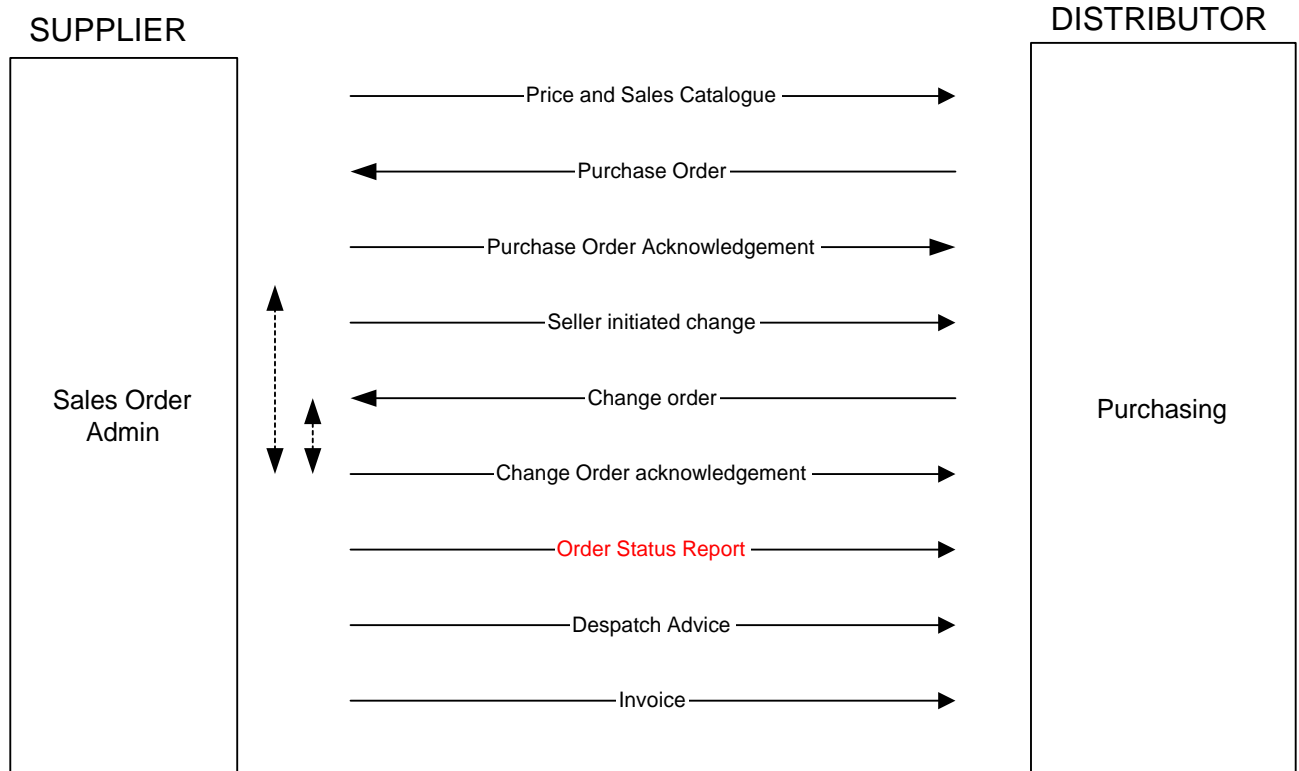 SUPPLIER
DISTRIBUTOR
Price and Sales Catalogue
Purchase Order
Purchase Order Acknowledgement
Seller initiated change
Sales Order
Admin
Change order
Purchasing
Change Order acknowledgement
Order Status Report
Despatch Advice
Invoice